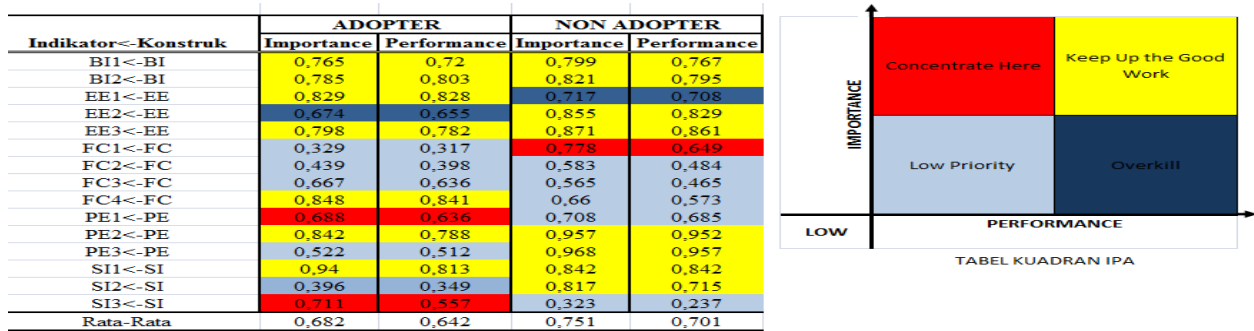 ADOPTER NON ADOPTER
Indikator<-Konstruk Importance Performance Importance Performance
BI1<-BI 0,765 0,72 0,799 0,767
BI2<-BI 0,785 0,803 0,821 0,795
EE1<-EE 0,829 0,828 0,717 0,708
EE2<-EE 0,674 0,655 0,855 0,829
EE3<-EE 0,798 0,782 0,871 0,861
FC1<-FC 0,329 0,317 0,778 0,649
FC2<-FC 0,439 0,398 0,583 0,484
FC3<-FC 0,667 0,636 0,565 0,465
FC4<-FC 0,848 0,841 0,66 0,573
PE1<-PE 0,688 0,636 0,708 0,685
PE2<-PE 0,842 0,788 0,957 0,952
PE3<-PE 0,522 0,512 0,968 0,957
SI1<-SI 0,94 0,813 0,842 0,842
SI2<-SI 0,396 0,349 0,817 0,715
SI3<-SI 0,711 0,557 0,323 0,237
Rata-Rata 0,682 0,642 0,751 0,701
IMPORTANCE
Concentrate Here
Keep Up the Good
Work
Low Priority
Overkill
LOW
PERFORMANCE
TABEL KUADRAN IPA